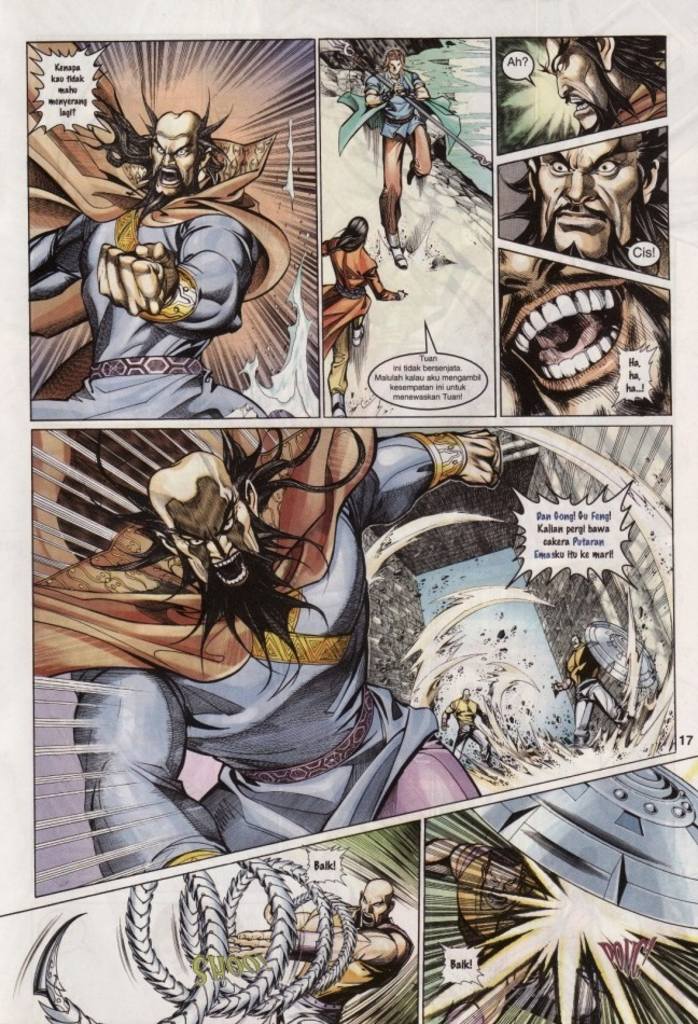 Kenapa
kau tidak
mahu
menyerang
lagi?
Tuan
ini tidak bersenjata.
Malulah kalau aku mengambil
kesempatan ini untuk
menewaskan Tuan!
Ah?
Cis!
Ha,
ha,
ha...!
Dan Gong! Gu Feng!
Kalian pergi bawa
cakera Putaran
Emasku itu ke mari!
17
Baik!
SHOO!
Baik!